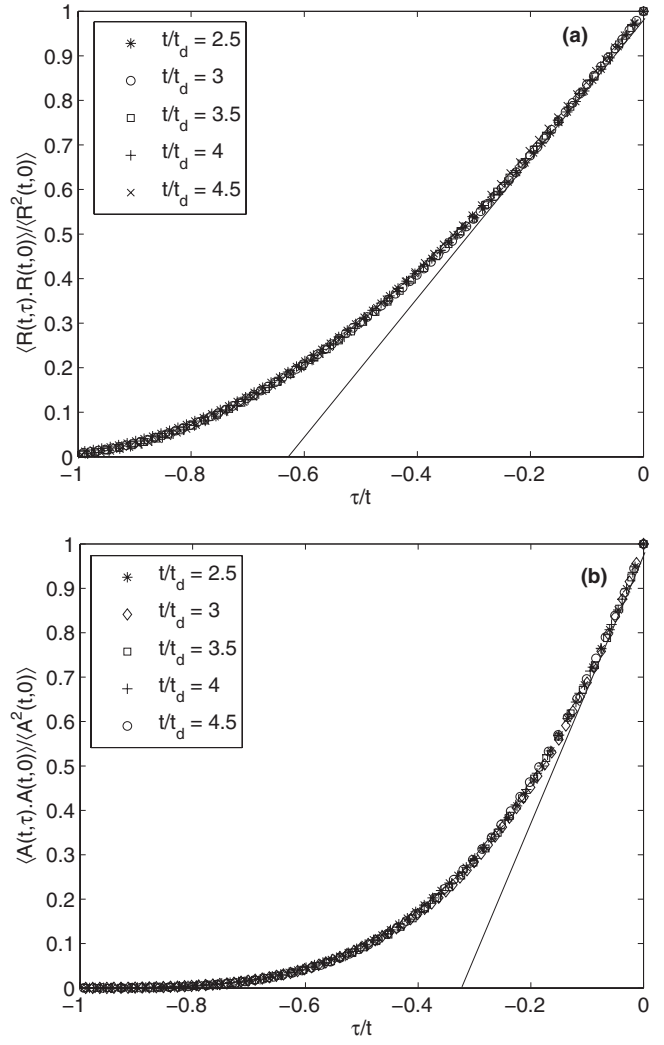 (a)
t/t_d = 2.5
t/t_d = 3
t/t_d = 3.5
t/t_d = 4
t/t_d = 4.5
1
0.9
0.8
0.7
0.6
0.5
0.4
0.3
0.2
0.1
0
⟨R(t,τ).R(t,0)⟩/⟨R²(t,0)⟩
−1 −0.8 −0.6 −0.4 −0.2 0
τ/t
(b)
t/t_d = 2.5
t/t_d = 3
t/t_d = 3.5
t/t_d = 4
t/t_d = 4.5
1
0.9
0.8
0.7
0.6
0.5
0.4
0.3
0.2
0.1
0
⟨A(t,τ).A(t,0)⟩/⟨A²(t,0)⟩
−1 −0.8 −0.6 −0.4 −0.2 0
τ/t